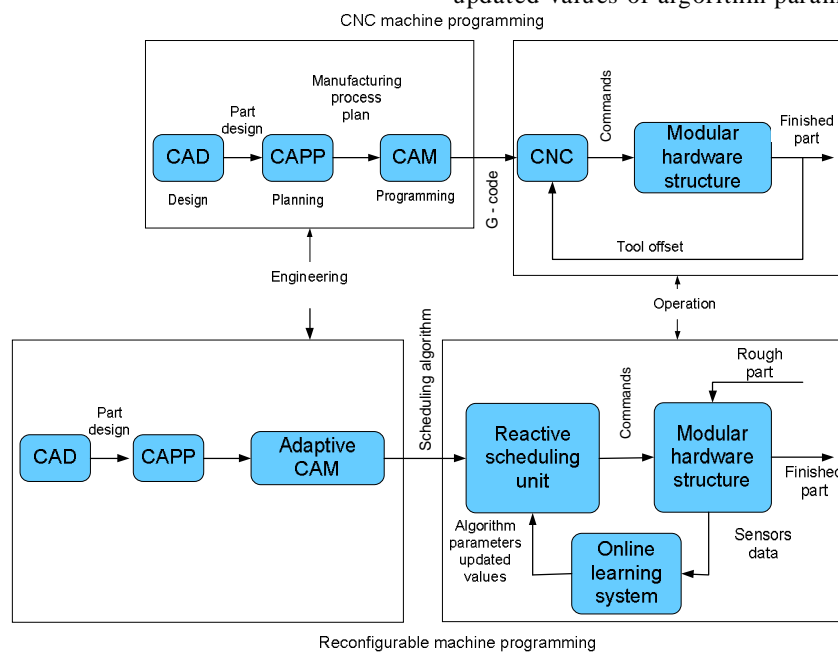 updated values of algorithm param
CNC machine programming
Part
design
Manufacturing
process
plan
CAD
CAPP
CAM
Design
Planning
Programming
G - code
CNC
Commands
Modular
hardware
structure
Finished
part
Tool offset
Engineering
Operation
Part
design
CAD
CAPP
Adaptive
CAM
Scheduling algorithm
Reactive
scheduling
unit
Commands
Rough
part
Modular
hardware
structure
Finished
part
Algorithm
parameters
updated
values
Online
learning
system
Sensors
data
Reconfigurable machine programming